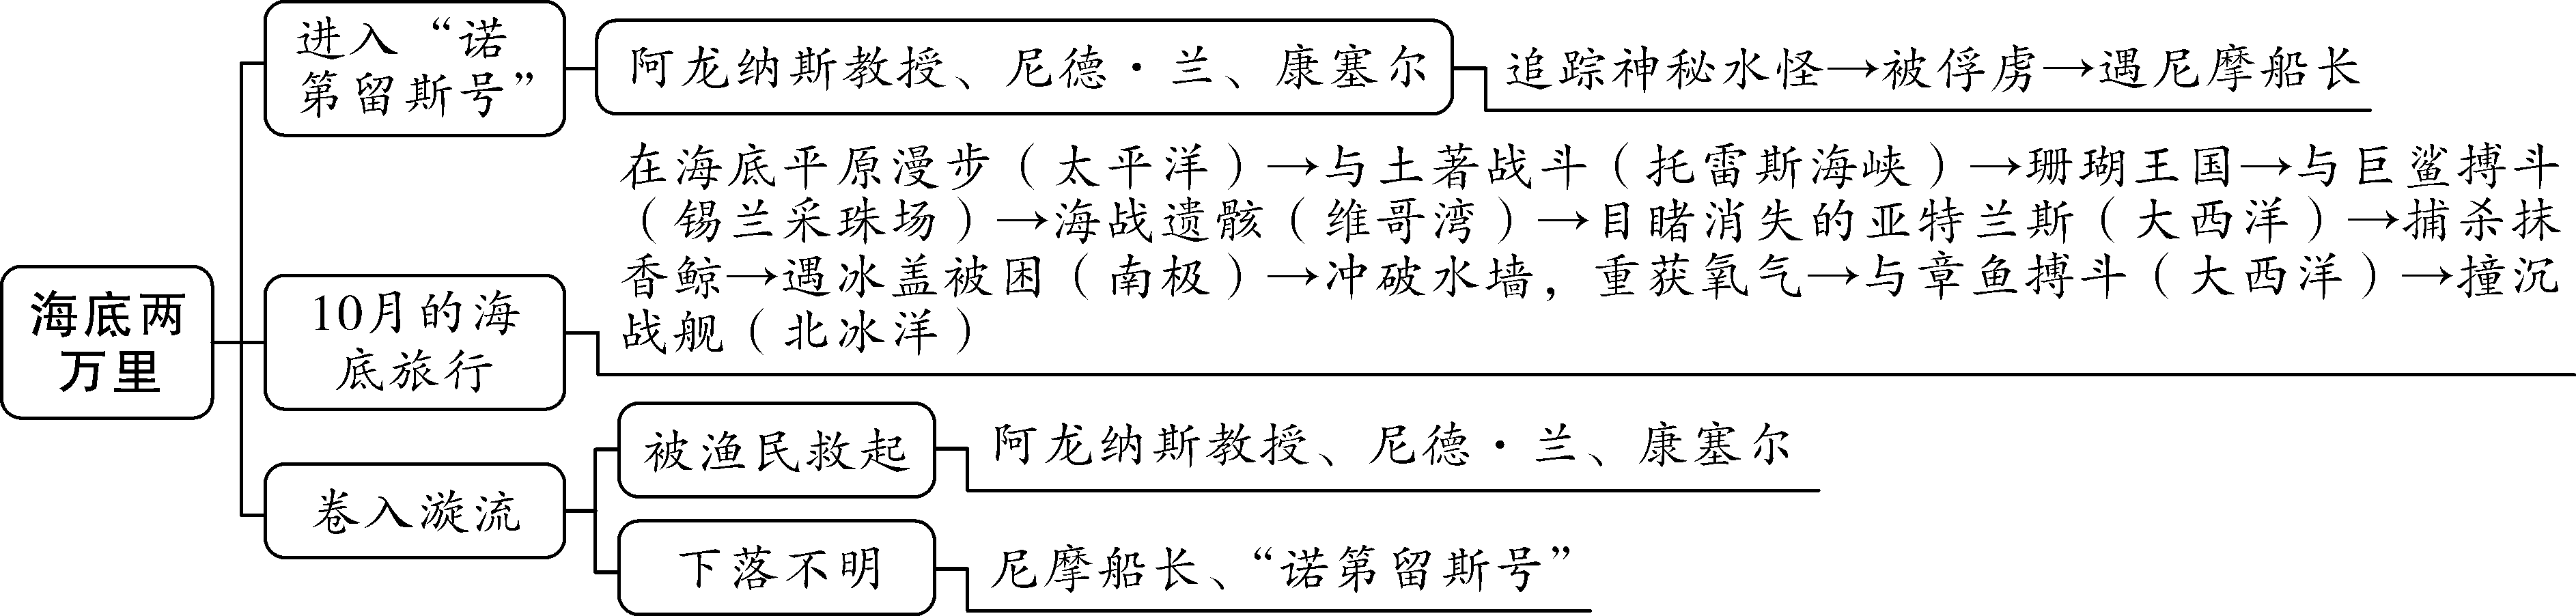 海底两
万里
进入“诺
第留斯号”
阿龙纳斯教授、尼德·兰、康塞尔
追踪神秘水怪→被俘虏→遇尼摩船长
10月的海
底旅行
在海底平原漫步(太平洋)→与土著战斗(托雷斯海峡)→珊瑚王国→与巨鲨搏斗
(锡兰采珠场)→海战遗骸(维哥湾)→目睹消失的亚特兰斯(大西洋)→捕杀抹
香鲸→遇冰盖被困(南极)→冲破水墙，重获氧气→与章鱼搏斗(大西洋)→撞沉
战舰(北冰洋)
卷入漩流
被渔民救起
阿龙纳斯教授、尼德·兰、康塞尔
下落不明
尼摩船长、“诺第留斯号”